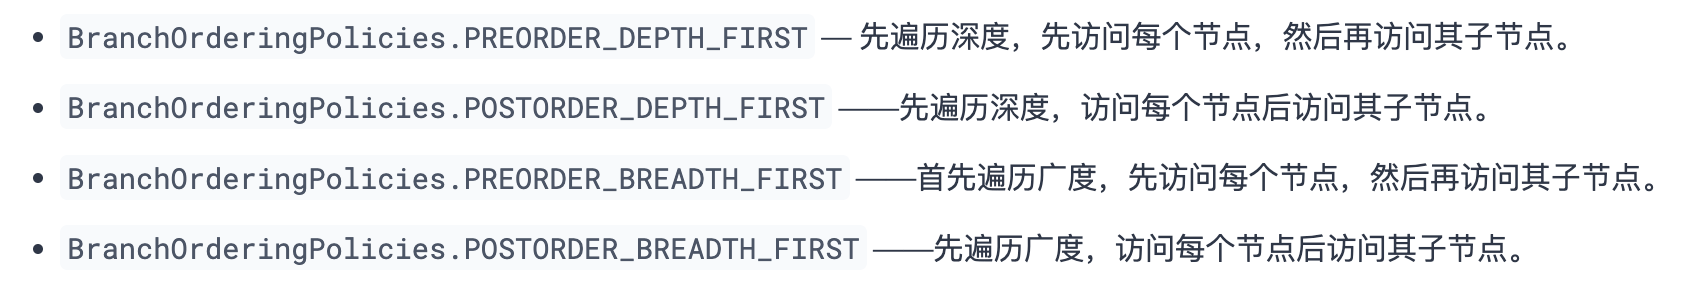 • BranchOrderingPolicies.PREORDER_DEPTH_FIRST — 先遍历深度，先访问每个节点，然后再访问其子节点。
• BranchOrderingPolicies.POSTORDER_DEPTH_FIRST ——先遍历深度，访问每个节点后访问其子节点。
• BranchOrderingPolicies.PREORDER_BREADTH_FIRST ——首先遍历广度，先访问每个节点，然后再访问其子节点。
• BranchOrderingPolicies.POSTORDER_BREADTH_FIRST ——先遍历广度，访问每个节点后访问其子节点。